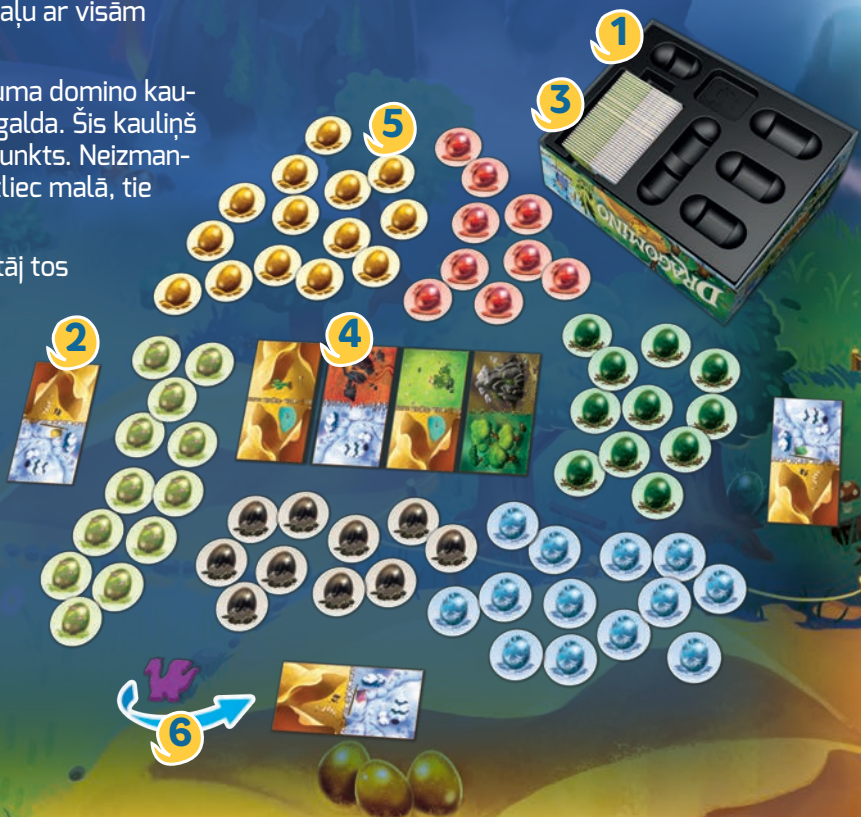 aļu ar visām
uma domino kau-
galda. Šis kauliņš
unkts. Neizman-
liec malā, tie
tāj tos
1
3
5
2
4
6
DRAGOMINO